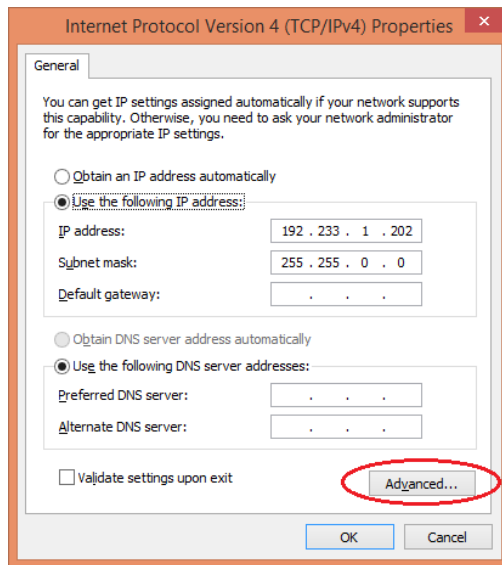 Internet Protocol Version 4 (TCP/IPv4) Properties
General
You can get IP settings assigned automatically if your network supports
this capability. Otherwise, you need to ask your network administrator
for the appropriate IP settings.
Obtain an IP address automatically
Use the following IP address:
IP address: 192 . 233 . 1 . 202
Subnet mask: 255 . 255 . 0 . 0
Default gateway: . . .
Obtain DNS server address automatically
Use the following DNS server addresses:
Preferred DNS server: . . .
Alternate DNS server: . . .
Validate settings upon exit
Advanced...
OK Cancel